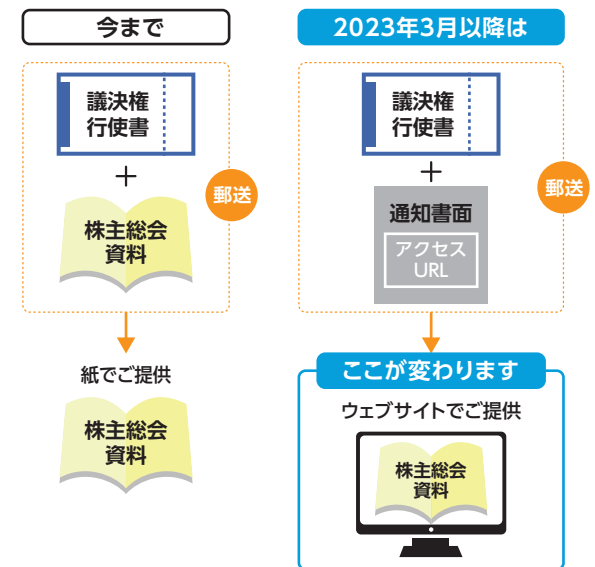 今まで
議決権
行使書
+
郵送
株主総会
資料
紙でご提供
株主総会
資料
2023年3月以降は
議決権
行使書
+
郵送
通知書面
アクセス
URL
ここが変わります
ウェブサイトでご提供
株主総会
資料